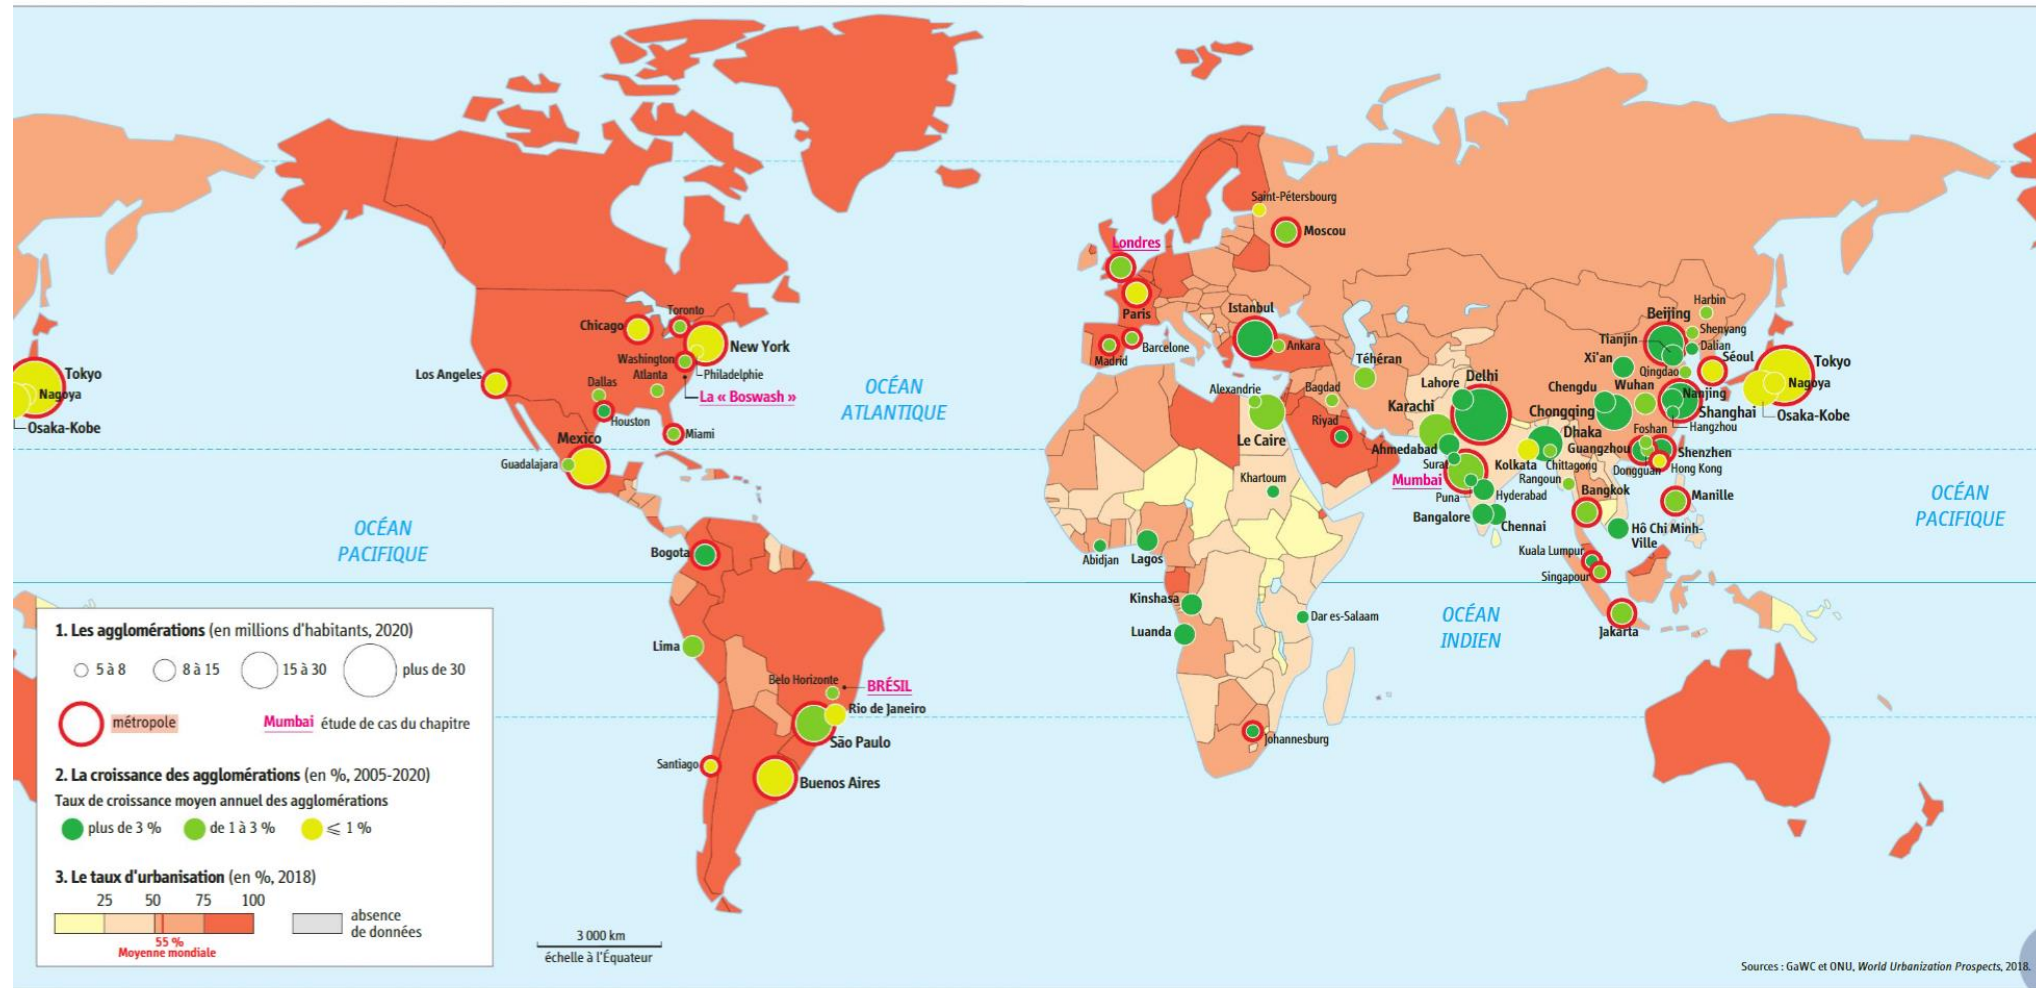 Saint-Pétersbourg
Moscou
Londres
Paris
Istanbul
Ankara
Madrid
Barcelone
Téhéran
Bagdad
Alexandrie
Le Caire
Riyad
Khartoum
Abidjan
Lagos
Kinshasa
Luanda
Dar es-Salaam
Johannesburg
Toronto
Chicago
New York
Washington
Philadelphie
Los Angeles
Dallas
Atlanta
La « Boswash »
Houston
Miami
Mexico
Guadalajara
Bogota
Lima
Belo Horizonte
BRÉSIL
Rio de Janeiro
São Paulo
Santiago
Buenos Aires
Tokyo
Nagoya
Osaka-Kobe
Harbin
Beijing
Shenyang
Tianjin
Dalian
Xi'an
Séoul
Qingdao
Tokyo
Nagoya
Osaka-Kobe
Lahore
Delhi
Chengdu
Wuhan
Nanjing
Karachi
Chongqing
Shanghai
Hangzhou
Dhaka
Foshan
Ahmedabad
Guangzhou
Shenzhen
Surat
Kolkata
Chittagong
Dongguan
Hong Kong
Mumbai
Rangoun
Puna
Hyderabad
Bangkok
Manille
Bangalore
Chennai
Hô Chi Minh-
Ville
Kuala Lumpur
Singapour
Jakarta
OCÉAN
ATLANTIQUE
OCÉAN
PACIFIQUE
OCÉAN
INDIEN
OCÉAN
PACIFIQUE
1. Les agglomérations (en millions d'habitants, 2020)
5 à 8 8 à 15 15 à 30 plus de 30
métropole Mumbai étude de cas du chapitre
2. La croissance des agglomérations (en %, 2005-2020)
Taux de croissance moyen annuel des agglomérations
plus de 3 % de 1 à 3 % ⩽ 1 %
3. Le taux d'urbanisation (en %, 2018)
25 50 75 100
absence
de données
55 %
Moyenne mondiale
3 000 km
échelle à l'Équateur
Sources : GaWC et ONU, World Urbanization Prospects, 2018.